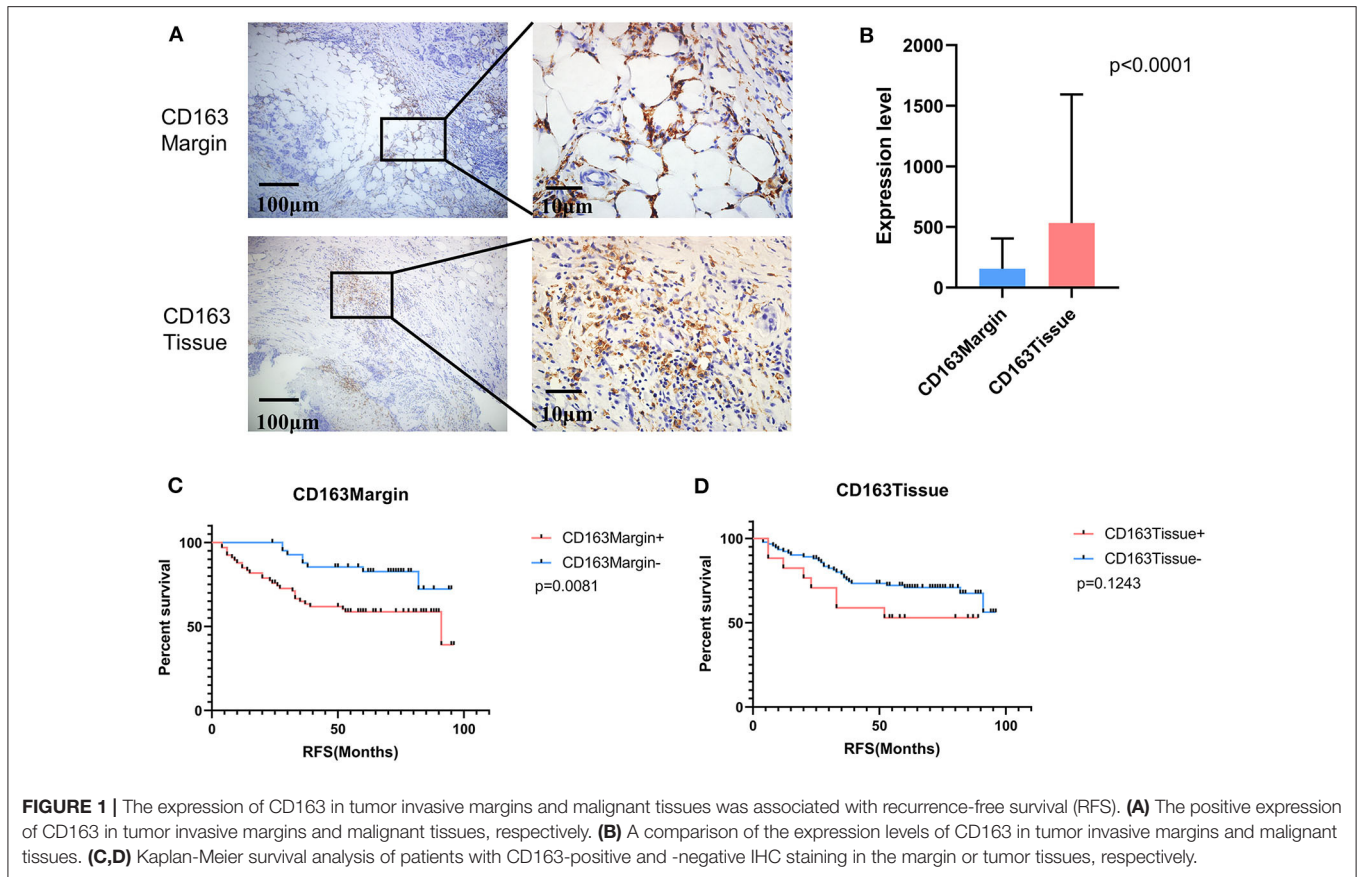 A
CD163
Margin
100μm
10μm
CD163
Tissue
100μm
10μm
B
2000
1500
1000
500
0
Expression level
p<0.0001
CD163Margin
CD163Tissue
C
CD163Margin
100
50
0
Percent survival
0 50 100
RFS(Months)
CD163Margin+
CD163Margin-
p=0.0081
D
CD163Tissue
100
50
0
Percent survival
0 50 100
RFS(Months)
CD163Tissue+
CD163Tissue-
p=0.1243
FIGURE 1 | The expression of CD163 in tumor invasive margins and malignant tissues was associated with recurrence-free survival (RFS). (A) The positive expression
of CD163 in tumor invasive margins and malignant tissues, respectively. (B) A comparison of the expression levels of CD163 in tumor invasive margins and malignant
tissues. (C,D) Kaplan-Meier survival analysis of patients with CD163-positive and -negative IHC staining in the margin or tumor tissues, respectively.